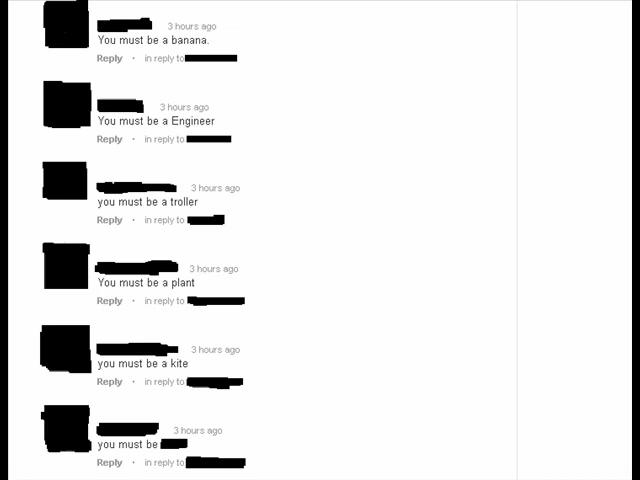 3 hours ago
You must be a banana.
Reply • in reply to
3 hours ago
You must be a Engineer
Reply • in reply to
3 hours ago
you must be a troller
Reply • in reply to
3 hours ago
You must be a plant
Reply • in reply to
3 hours ago
you must be a kite
Reply • in reply to
3 hours ago
you must be
Reply • in reply to